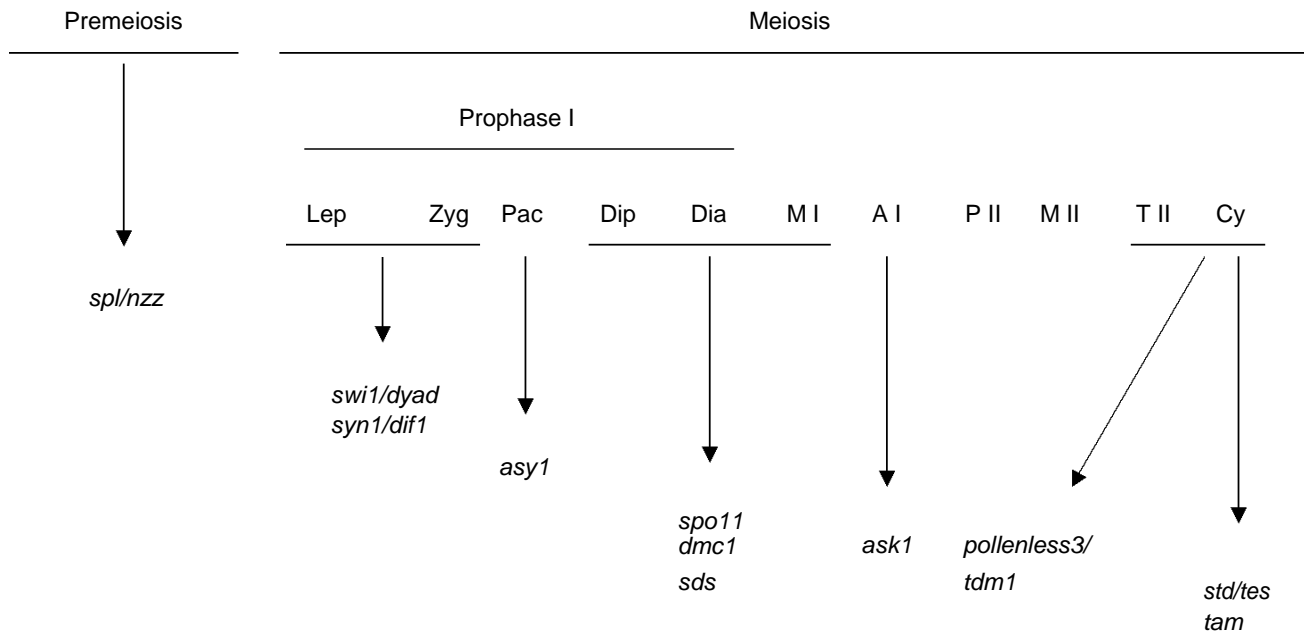 Premeiosis Meiosis
Prophase I
Lep Zyg Pac Dip Dia M I A I P II M II T II Cy
spl/nzz
swi1/dyad
syn1/dif1
asy1
spo11
dmc1
sds
ask1
pollenless3/
tdm1
std/tes
tam